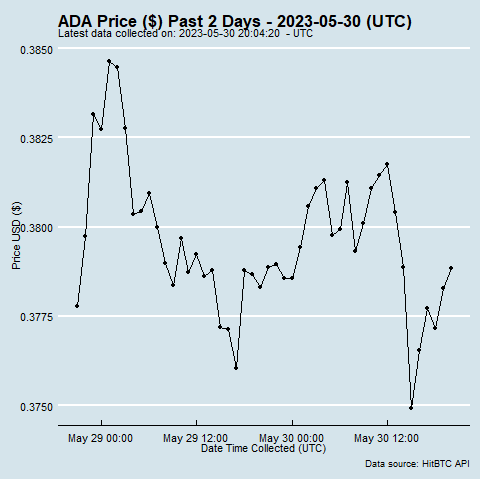 ADA Price ($) Past 2 Days - 2023-05-30 (UTC)
Latest data collected on: 2023-05-30 20:04:20 - UTC
0.3850
0.3825
0.3800
0.3775
0.3750
Price USD ($)
May 29 00:00 May 29 12:00 May 30 00:00 May 30 12:00
Date Time Collected (UTC)
Data source: HitBTC API